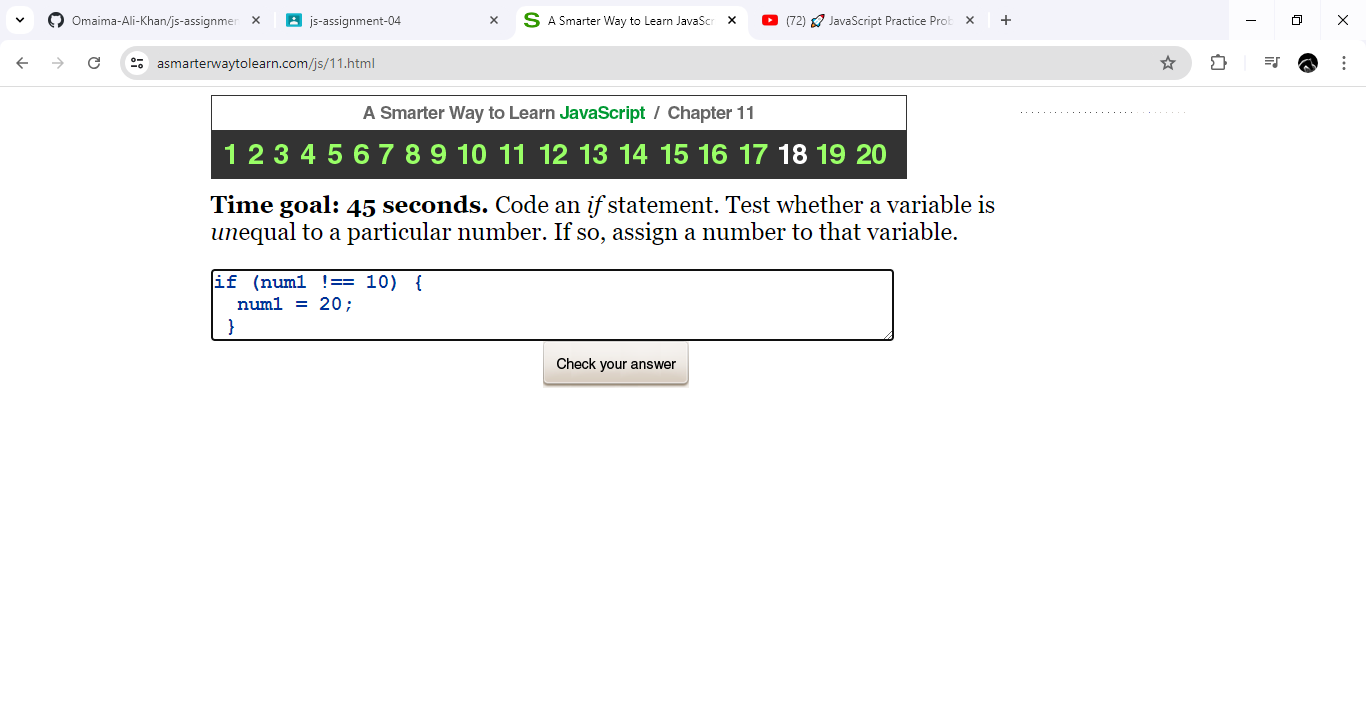 Omaima-Ali-Khan/js-assignmen
js-assignment-04
A Smarter Way to Learn JavaScr
(72) 🚀 JavaScript Practice Prob
asmarterwaytolearn.com/js/11.html
A Smarter Way to Learn JavaScript / Chapter 11
1 2 3 4 5 6 7 8 9 10 11 12 13 14 15 16 17 18 19 20
Time goal: 45 seconds. Code an if statement. Test whether a variable is
unequal to a particular number. If so, assign a number to that variable.
if (num1 !== 10) {
  num1 = 20;
 }
Check your answer